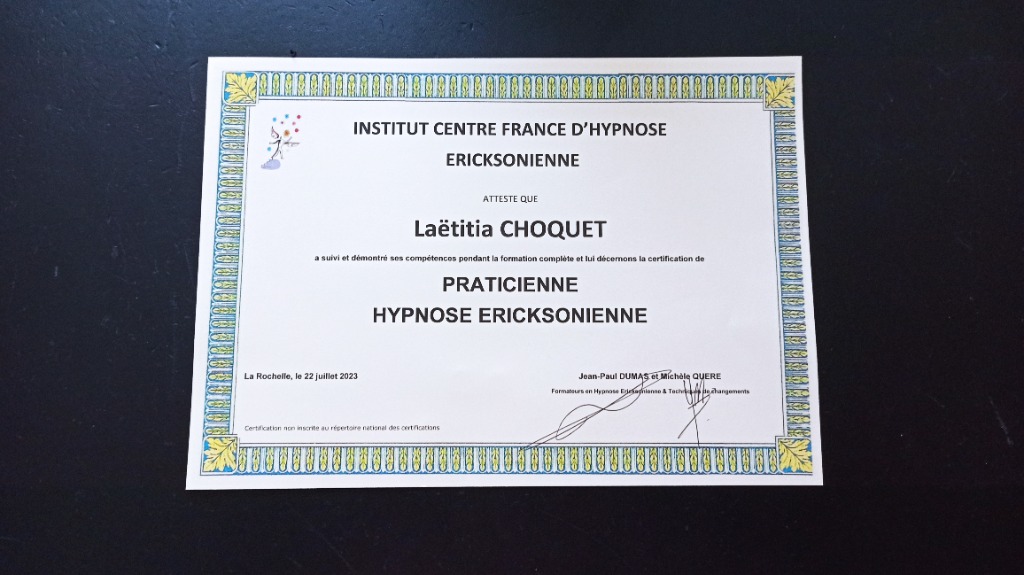 INSTITUT CENTRE FRANCE D'HYPNOSE
ERICKSONIENNE
ATTESTE QUE
Laëtitia CHOQUET
a suivi et démontré ses compétences pendant la formation complète et lui décernons la certification de
PRATICIENNE
HYPNOSE ERICKSONIENNE
La Rochelle, le 22 juillet 2023
Jean-Paul DUMAS et Michèle QUERE
Formateurs en Hypnose Ericksonienne & Techniques de changements
Certification non inscrite au répertoire national des certifications